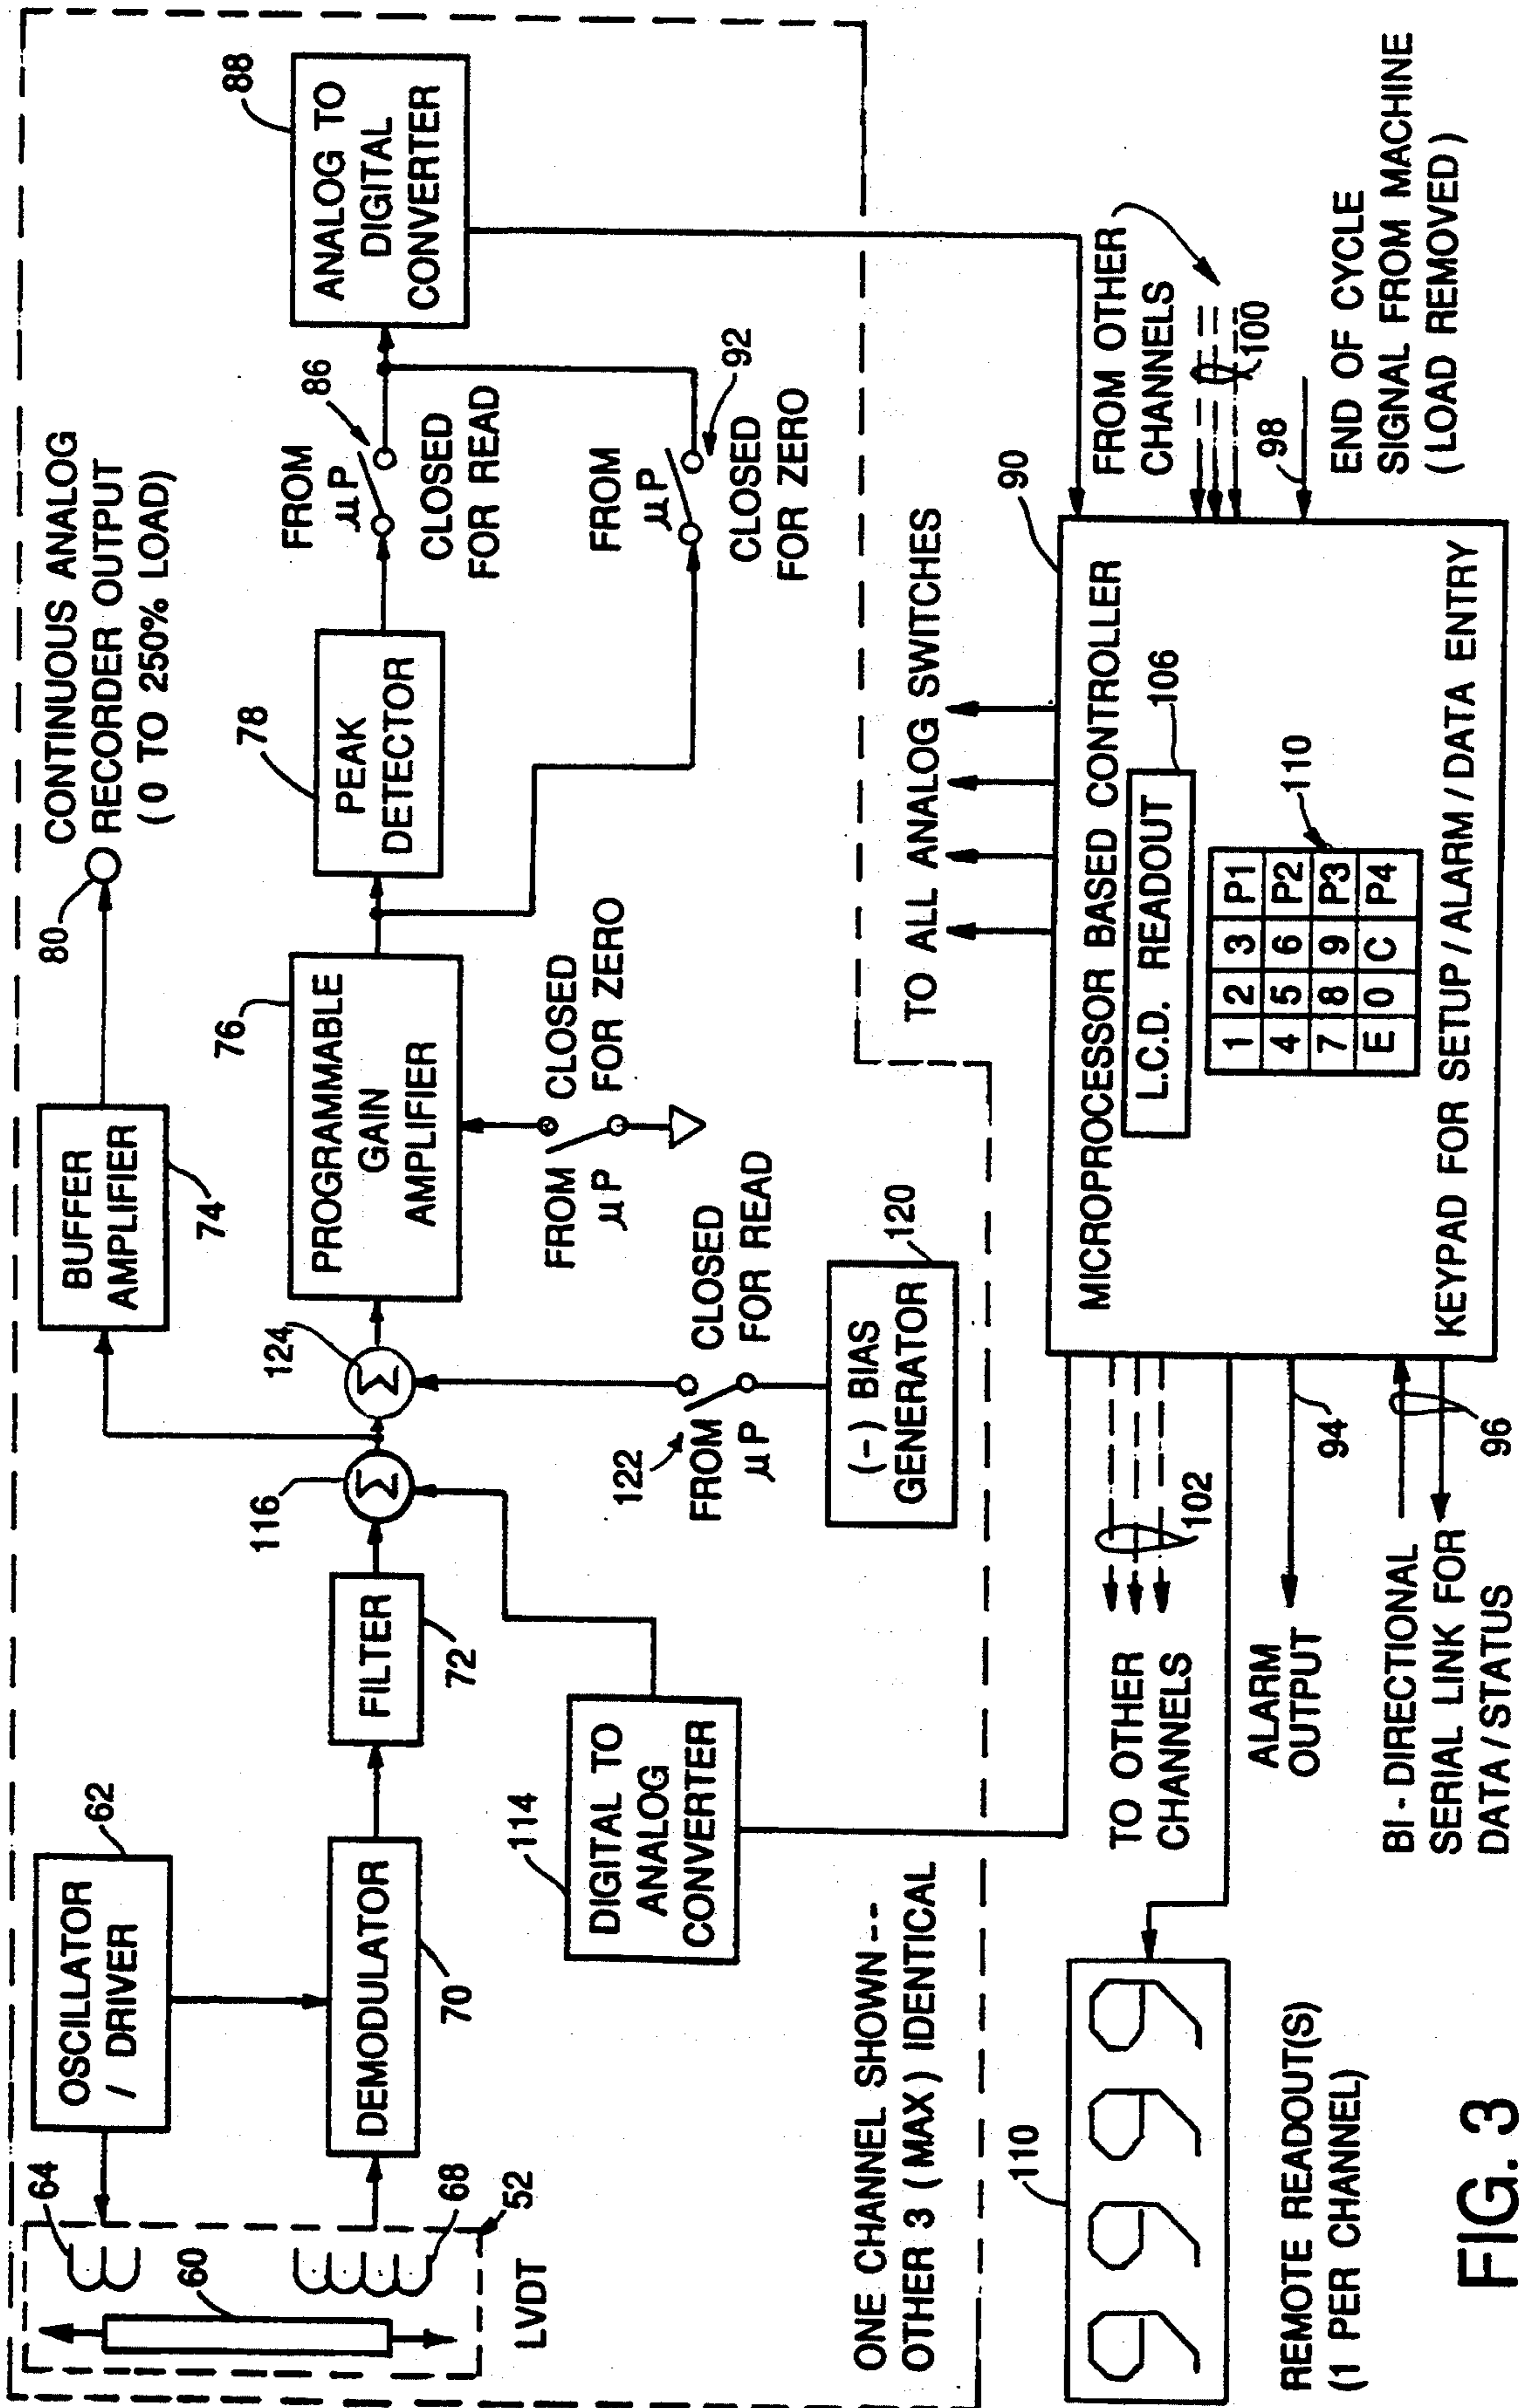 CONTINUOUS ANALOG
RECORDER OUTPUT
( 0 TO 250% LOAD)
80
BUFFER
AMPLIFIER
74
OSCILLATOR
/ DRIVER
62
64
60
68
52
LVDT
DEMODULATOR
70
FILTER
72
116
Σ
124
Σ
PROGRAMMABLE
GAIN
AMPLIFIER
76
FROM
μP
CLOSED
FOR ZERO
PEAK
DETECTOR
78
FROM
μP
86
CLOSED
FOR READ
FROM
μP
92
CLOSED
FOR ZERO
ANALOG TO
DIGITAL
CONVERTER
88
DIGITAL TO
ANALOG
CONVERTER
114
122
FROM
μP
CLOSED
FOR READ
(-) BIAS
GENERATOR
120
ONE CHANNEL SHOWN--
OTHER 3 ( MAX ) IDENTICAL
TO ALL ANALOG SWITCHES
90
FROM OTHER
CHANNELS
100
98
END OF CYCLE
SIGNAL FROM MACHINE
( LOAD REMOVED )
MICROPROCESSOR BASED CONTROLLER
L.C.D. READOUT
106
110
1 2 3 P1
4 5 6 P2
7 8 9 P3
E 0 C P4
KEYPAD FOR SETUP / ALARM / DATA ENTRY
TO OTHER
CHANNELS
102
ALARM
OUTPUT
94
BI - DIRECTIONAL
SERIAL LINK FOR
DATA / STATUS
96
110
REMOTE READOUT(S)
(1 PER CHANNEL)
FIG. 3